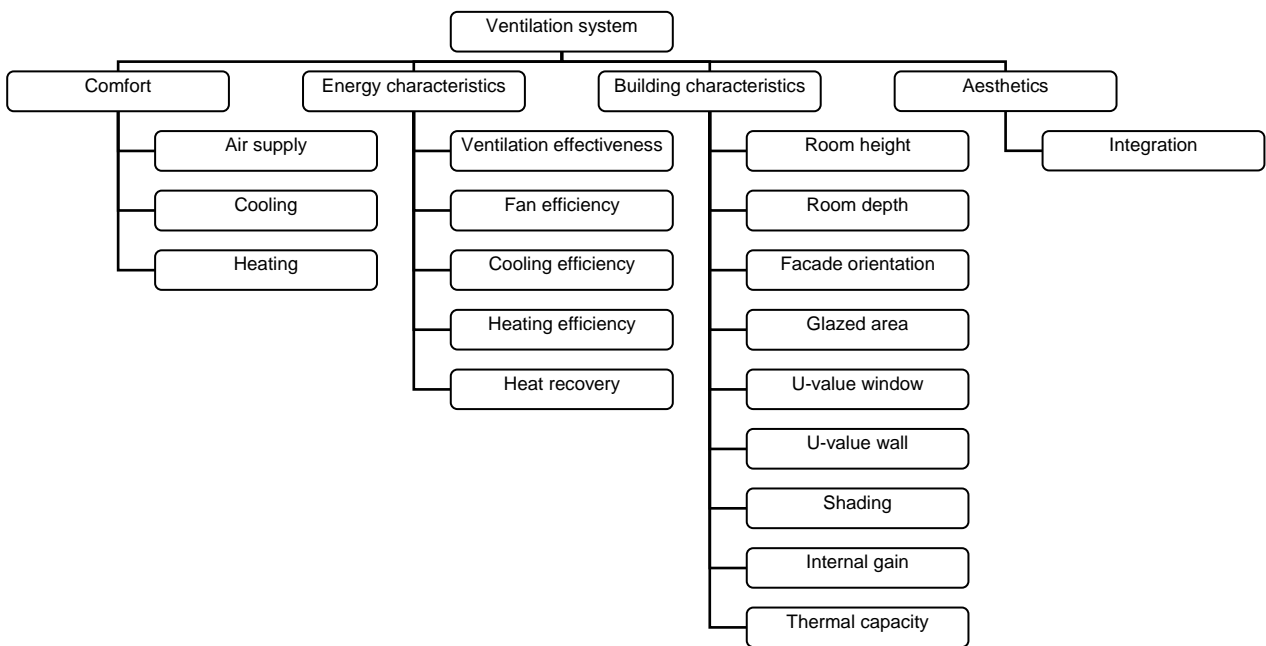 Ventilation system
Comfort
Energy characteristics
Building characteristics
Aesthetics
Air supply
Cooling
Heating
Ventilation effectiveness
Fan efficiency
Cooling efficiency
Heating efficiency
Heat recovery
Room height
Room depth
Facade orientation
Glazed area
U-value window
U-value wall
Shading
Internal gain
Thermal capacity
Integration